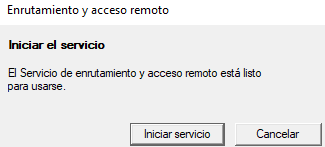 Enrutamiento y acceso remoto
Iniciar el servicio
El Servicio de enrutamiento y acceso remoto está listo
para usarse.
Iniciar servicio
Cancelar